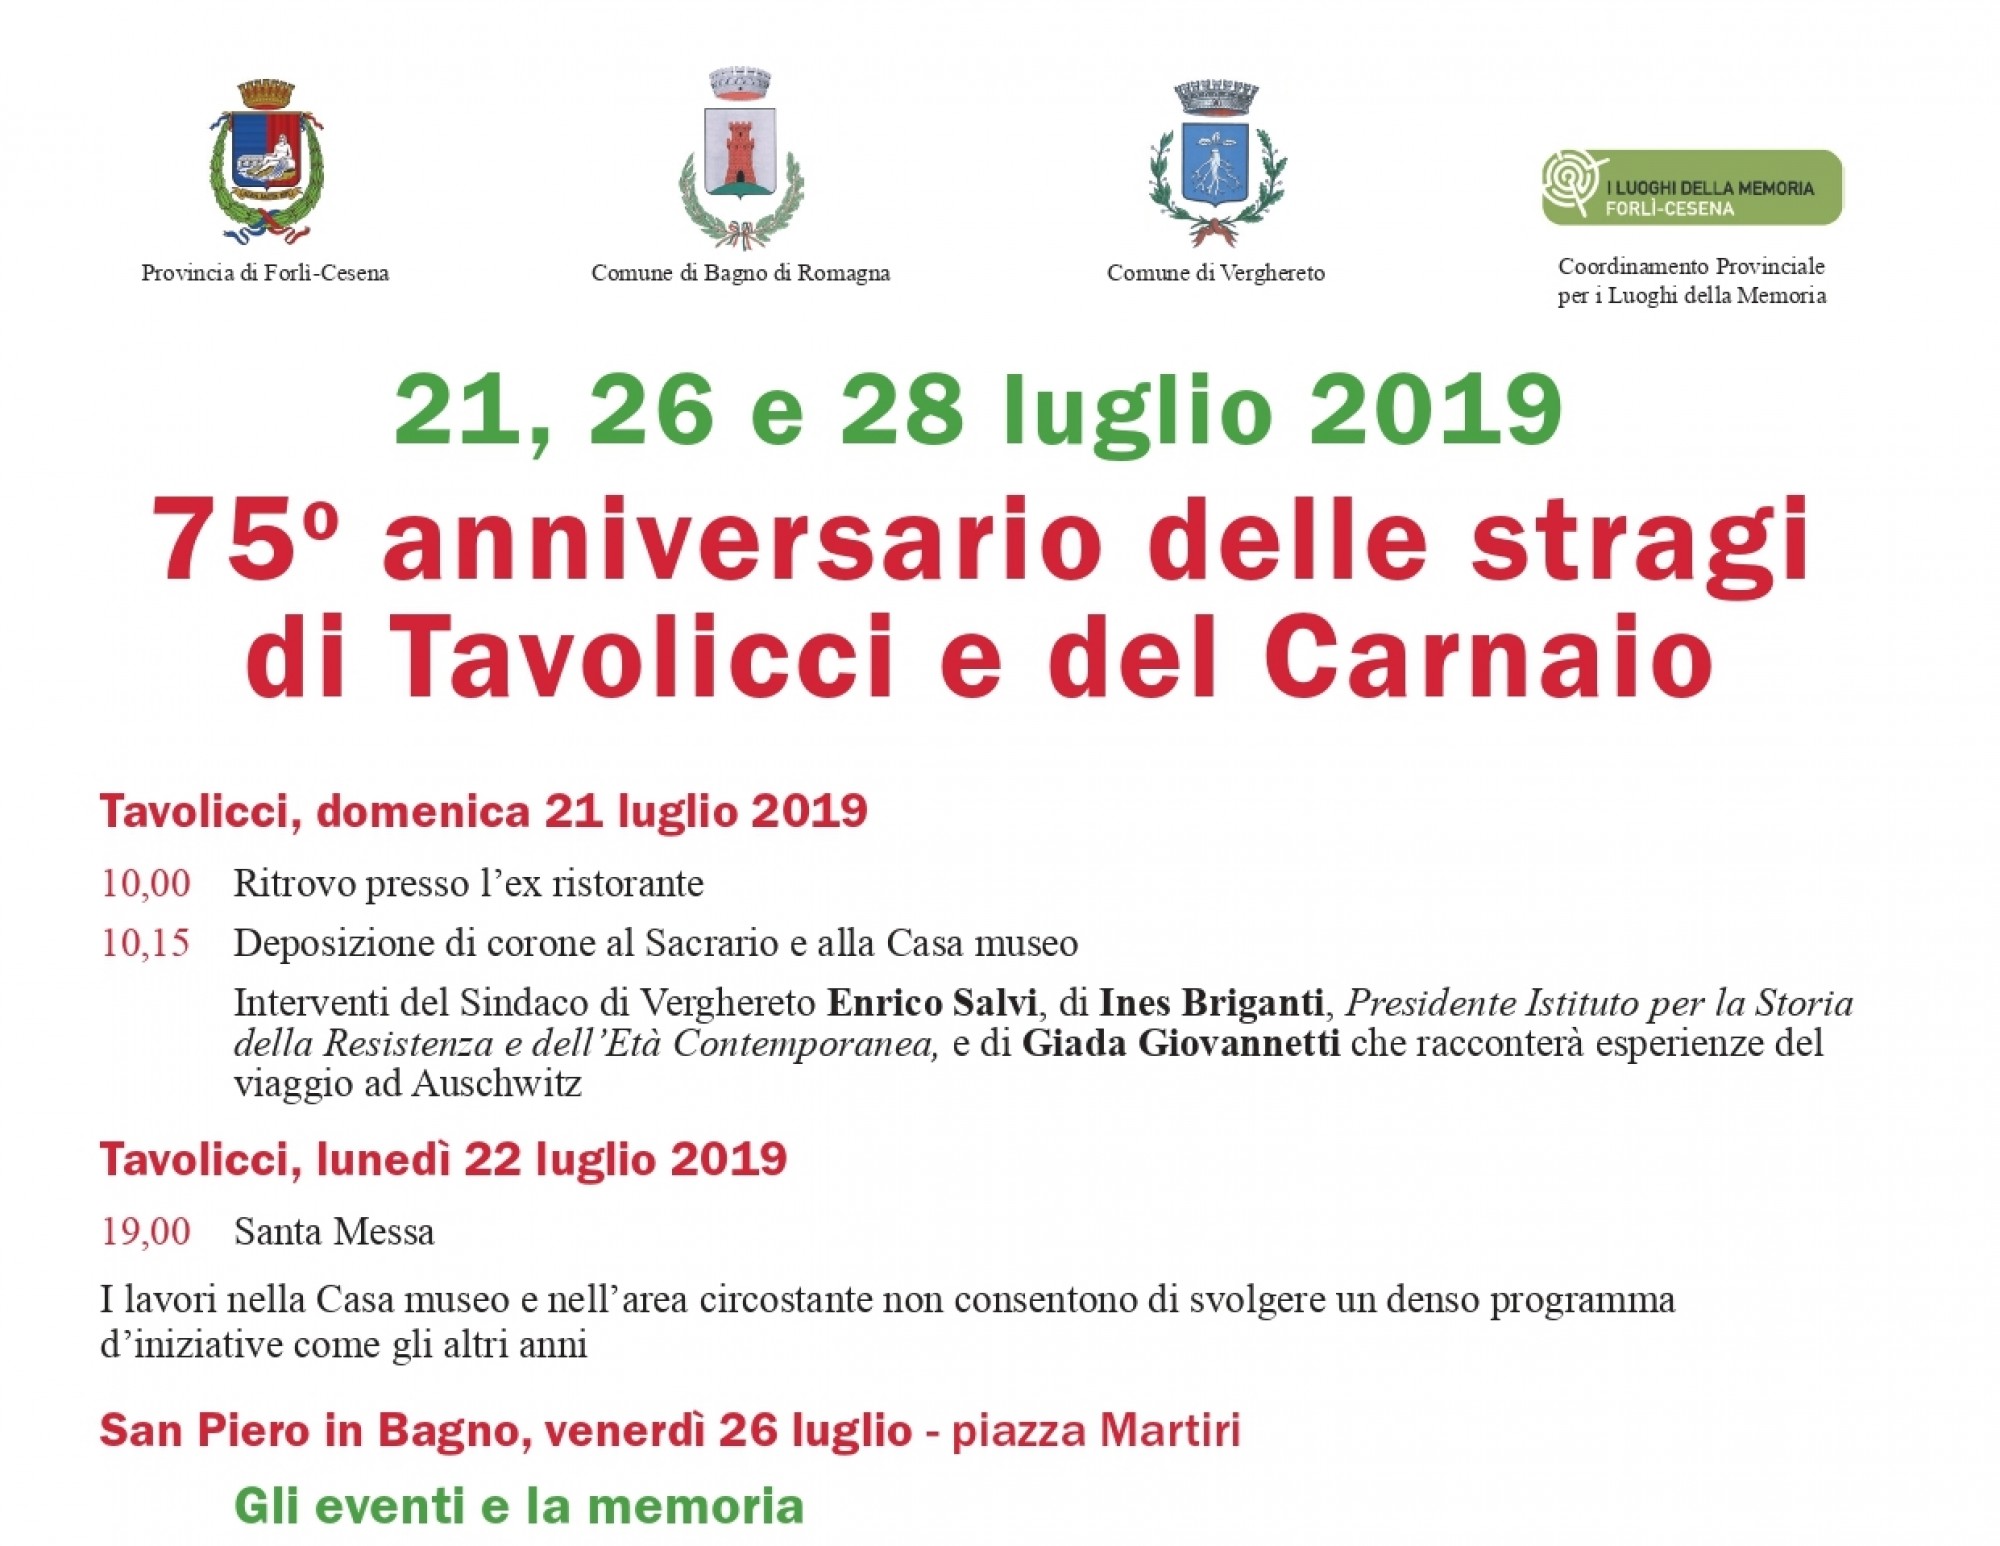 I LUOGHI DELLA MEMORIA
FORLÌ-CESENA
Provincia di Forlì-Cesena
Comune di Bagno di Romagna
Comune di Verghereto
Coordinamento Provinciale
per i Luoghi della Memoria
21, 26 e 28 luglio 2019
75º anniversario delle stragi
di Tavolicci e del Carnaio
Tavolicci, domenica 21 luglio 2019
10,00 Ritrovo presso l’ex ristorante
10,15 Deposizione di corone al Sacrario e alla Casa museo
Interventi del Sindaco di Verghereto Enrico Salvi, di Ines Briganti, Presidente Istituto per la Storia
della Resistenza e dell’Età Contemporanea, e di Giada Giovannetti che racconterà esperienze del
viaggio ad Auschwitz
Tavolicci, lunedì 22 luglio 2019
19,00 Santa Messa
I lavori nella Casa museo e nell’area circostante non consentono di svolgere un denso programma
d’iniziative come gli altri anni
San Piero in Bagno, venerdì 26 luglio - piazza Martiri
Gli eventi e la memoria